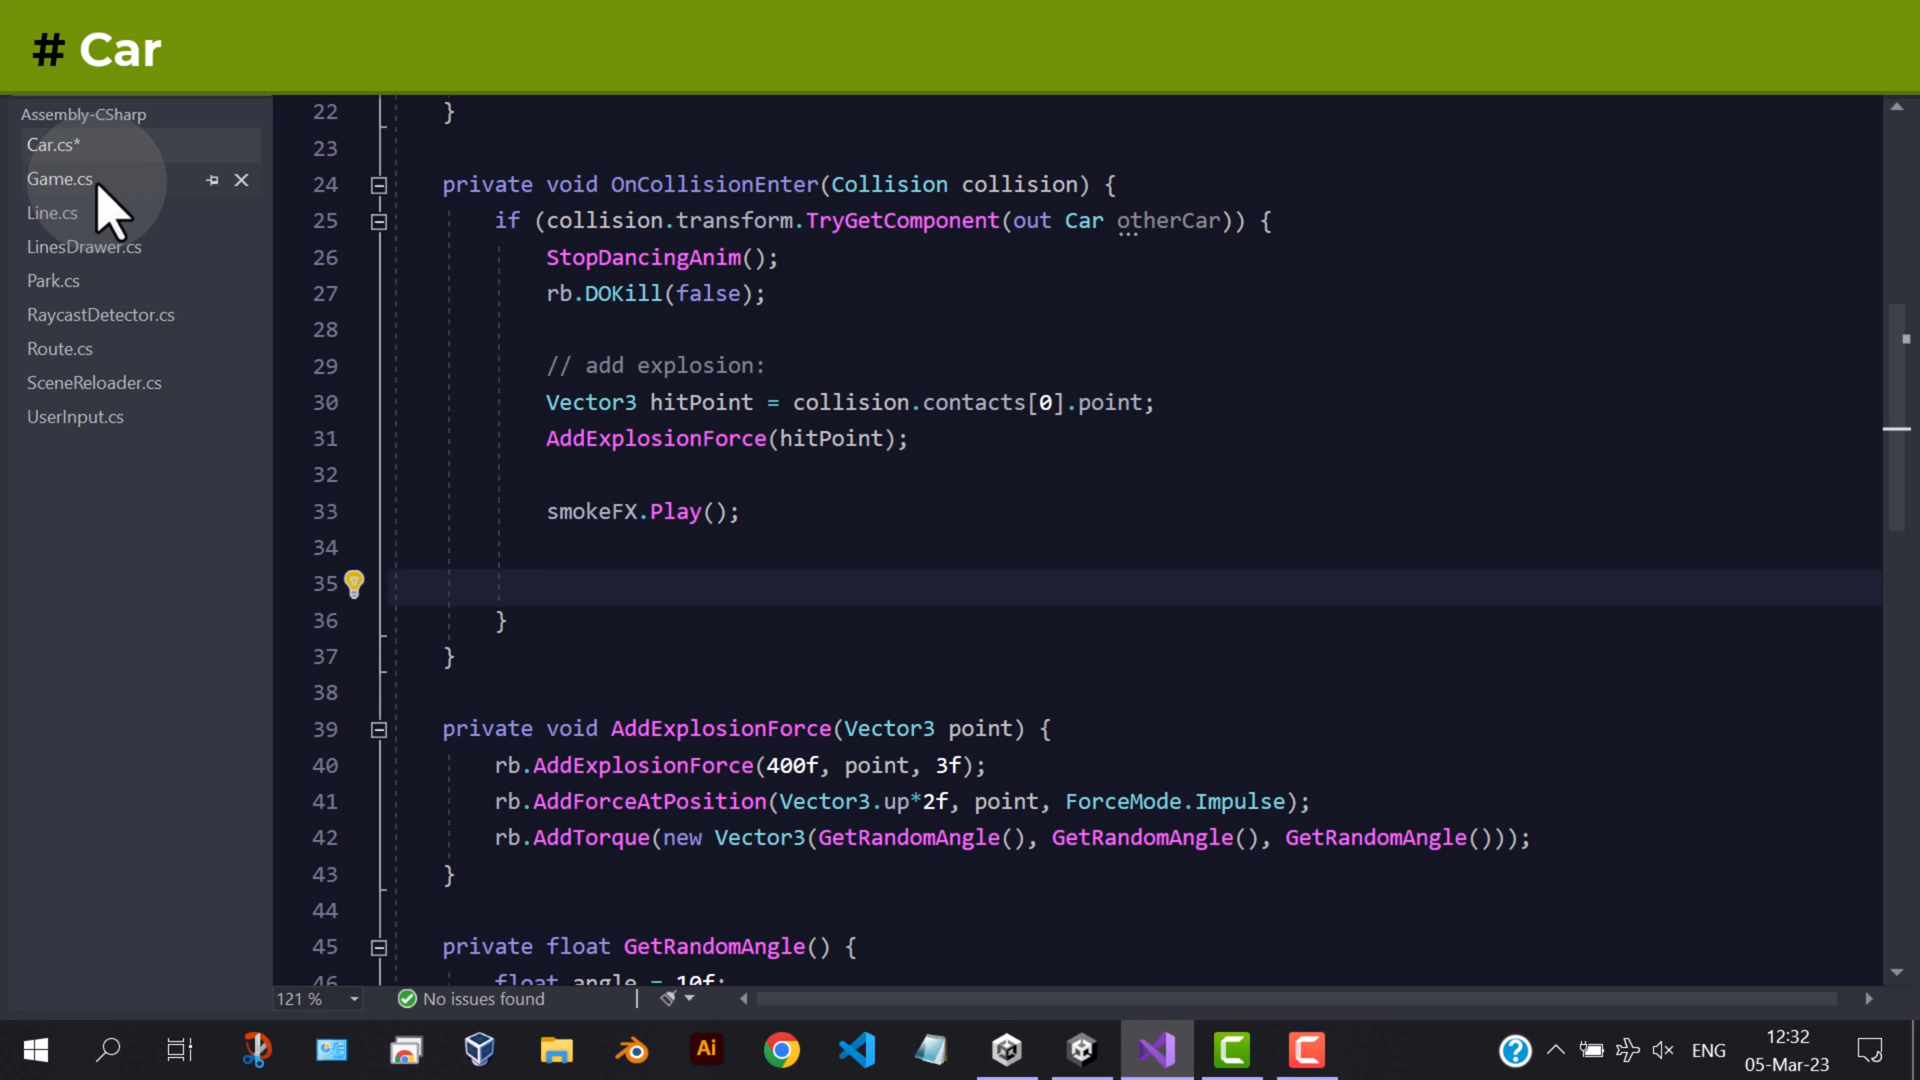 # Car
Assembly-CSharp
Car.cs*
Game.cs
Line.cs
LinesDrawer.cs
Park.cs
RaycastDetector.cs
Route.cs
SceneReloader.cs
UserInput.cs
22 }
23
24 private void OnCollisionEnter(Collision collision) {
25 if (collision.transform.TryGetComponent(out Car otherCar)) {
26 StopDancingAnim();
27 rb.DOKill(false);
28
29 // add explosion:
30 Vector3 hitPoint = collision.contacts[0].point;
31 AddExplosionForce(hitPoint);
32
33 smokeFX.Play();
34
35
36 }
37 }
38
39 private void AddExplosionForce(Vector3 point) {
40 rb.AddExplosionForce(400f, point, 3f);
41 rb.AddForceAtPosition(Vector3.up*2f, point, ForceMode.Impulse);
42 rb.AddTorque(new Vector3(GetRandomAngle(), GetRandomAngle(), GetRandomAngle()));
43 }
44
45 private float GetRandomAngle() {
46 float angle = 10f;
121 %
No issues found
Ai
ENG
12:32
05-Mar-23